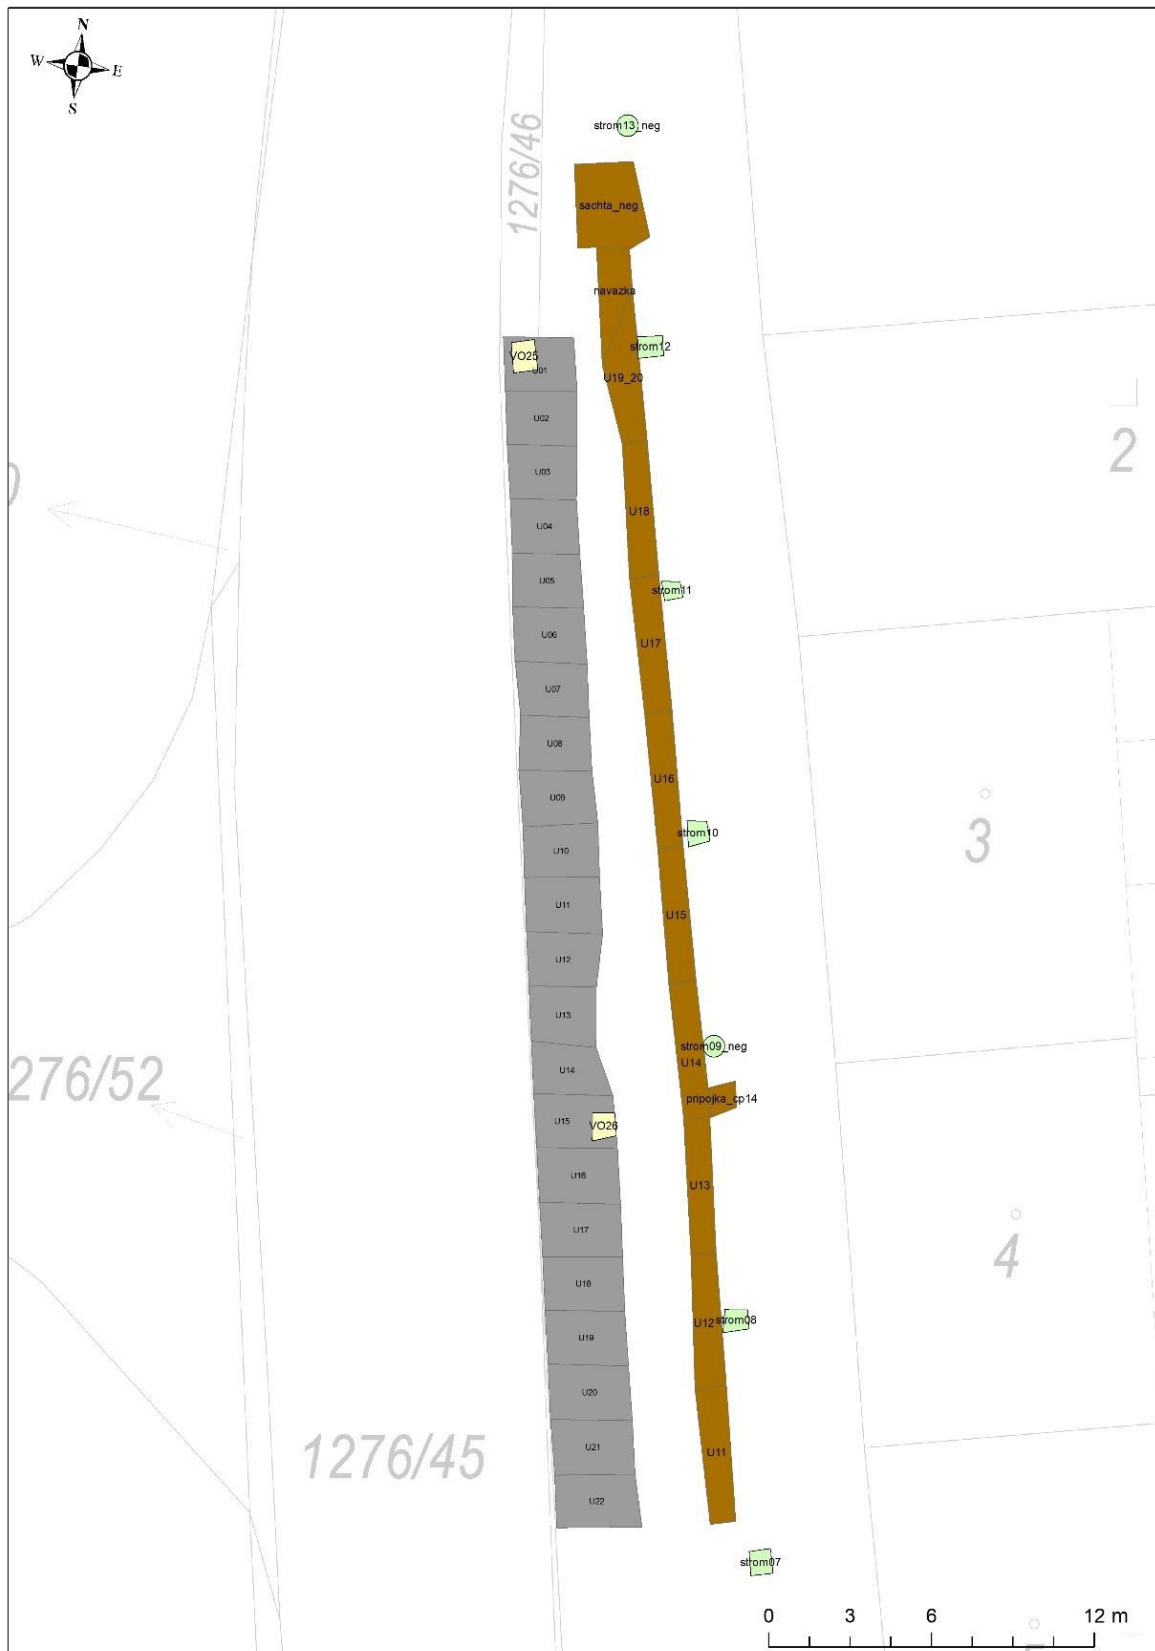 N
W E
S
1276/46
strom13_neg
sachta_neg
navazka
strom12
VO25
U01
U19_20
U02
2
U03
U18
U04
U05
strom11
U06
U17
U07
U08
U16
U09
strom10
3
U10
U11
U15
U12
U13
strom09_neg
U14
U14
276/52
pripojka_cp14
U15
VO26
U16
U13
U17
4
U18
strom08
U12
U19
U20
U21
U11
1276/45
U22
strom07
0 3 6 12 m